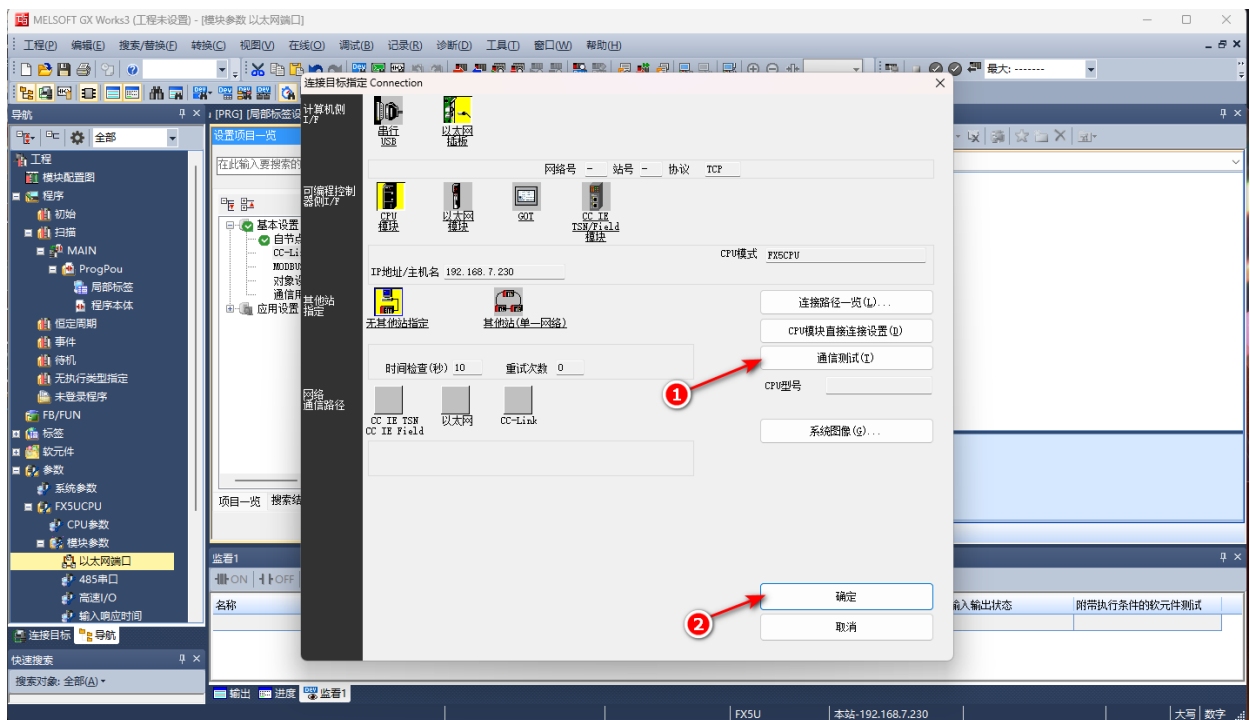 MELSOFT GX Works3 (工程未设置) - [模块参数 以太网端口]
工程(P) 编辑(E) 搜索/替换(F) 转换(C) 视图(V) 在线(O) 调试(B) 记录(R) 诊断(D) 工具(T) 窗口(W) 帮助(H)
最大: -------
导航
[PRG] [局部标签设
全部
设置项目一览
在此输入要搜索的
工程
模块配置图
程序
初始
扫描
MAIN
ProgPou
局部标签
程序本体
恒定周期
事件
待机
无执行类型指定
未登录程序
FB/FUN
标签
软元件
参数
系统参数
FX5UCPU
CPU参数
模块参数
以太网端口
485串口
高速I/O
输入响应时间
连接目标 导航
快速搜索
搜索对象: 全部(A)
基本设置
自节点
CC-Li
MODBUS
对象设
通信用
应用设置
项目一览 搜索结
连接目标指定 Connection
计算机侧
I/F
串行
USB
以太网
插板
网络号 - 站号 - 协议 TCP
可编程控制
器侧I/F
CPU
模块
以太网
模块
GOT
CC IE
TSN/Field
模块
CPU模式 FX5CPU
IP地址/主机名 192.168.7.230
其他站
指定
无其他站指定
其他站(单一网络)
连接路径一览(L)...
CPU模块直接连接设置(D)
通信测试(T)
时间检查(秒) 10 重试次数 0
1
CPU型号
网络
通信路径
CC IE TSN
CC IE Field
以太网
CC-Link
系统图像(G)...
确定
2
取消
监看1
ON OFF
名称
输入输出状态 附带执行条件的软元件测试
输出 进度 监看1
FX5U 本站-192.168.7.230 大写 数字